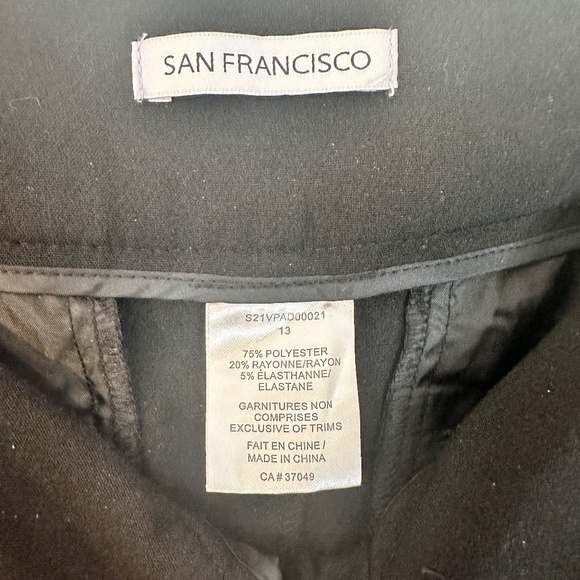 SAN FRANCISCO
S21VPAD00021
13
75% POLYESTER
20% RAYONNE/RAYON
5% ÉLASTHANNE/
ELASTANE
GARNITURES NON
COMPRISES
EXCLUSIVE OF TRIMS
FAIT EN CHINE /
MADE IN CHINA
CA# 37049